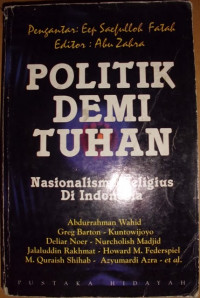 Pengantar: Eep Saefulloh Fatah
Editor: Abu Zahra
POLITIK
DEMI
TUHAN
Nasionalisme Religius
Di Indonesia
Abdurrahman Wahid
Greg Barton - Kuntowijoyo
Deliar Noer - Nurcholish Madjid
Jalaluddin Rakhmat - Howard M. Federspiel
M. Quraish Shihab - Azyumardi Azra - et al.
PUSTAKA HIDAYAH